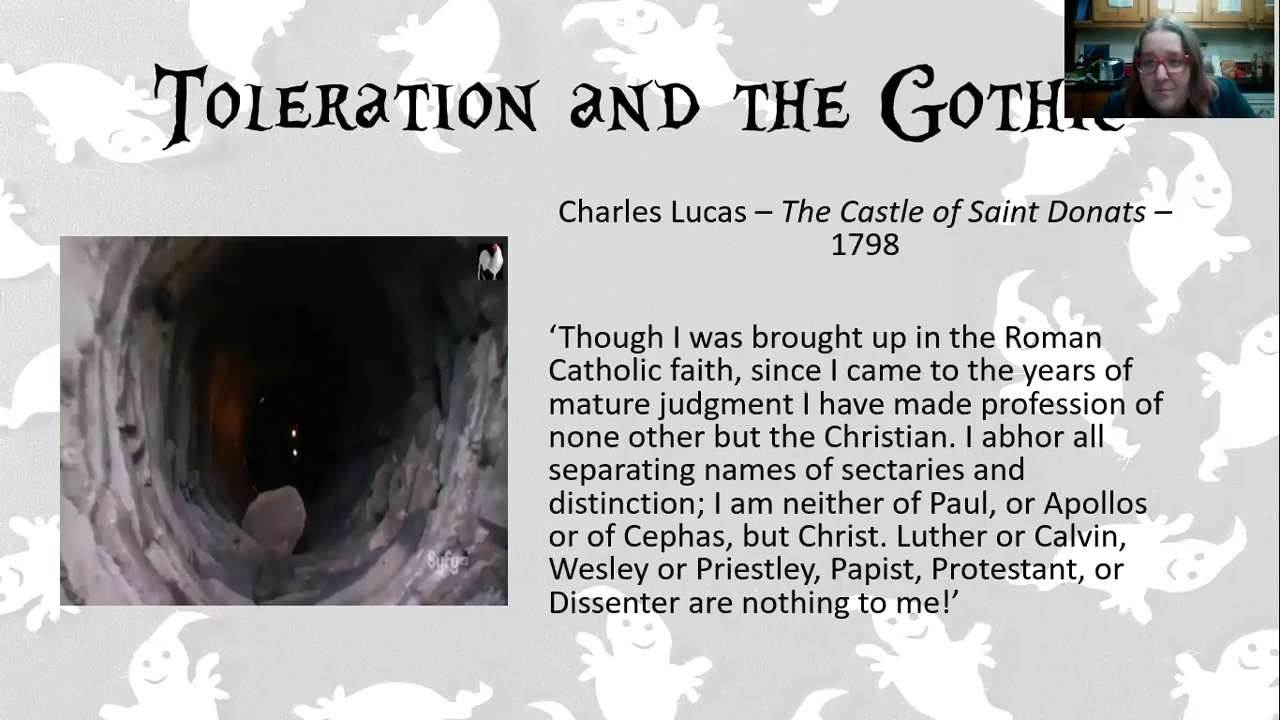 Toleration and the Gothic
Charles Lucas – The Castle of Saint Donats –
1798
‘Though I was brought up in the Roman
Catholic faith, since I came to the years of
mature judgment I have made profession of
none other but the Christian. I abhor all
separating names of sectaries and
distinction; I am neither of Paul, or Apollos
or of Cephas, but Christ. Luther or Calvin,
Wesley or Priestley, Papist, Protestant, or
Dissenter are nothing to me!’
Syfy